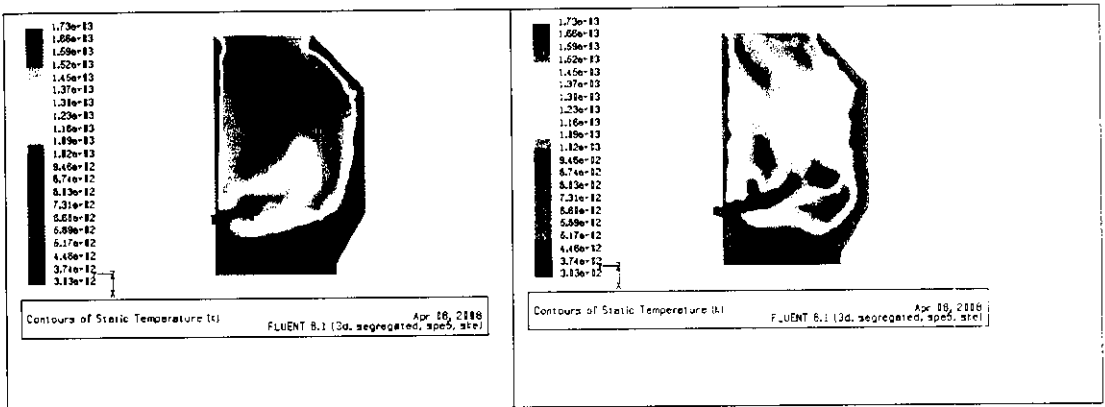 1.73e+03
1.66e+03
1.59e+03
1.52e+03
1.45e+03
1.37e+03
1.30e+03
1.23e+03
1.16e+03
1.09e+03
1.02e+03
9.46e+02
8.74e+02
8.03e+02
7.31e+02
6.60e+02
5.89e+02
5.17e+02
4.46e+02
3.74e+02
3.03e+02
Contours of Static Temperature (k)
Apr 08, 2008
FLUENT 6.1 (3d, segregated, spe5, ske)
1.73e+03
1.66e+03
1.59e+03
1.52e+03
1.45e+03
1.37e+03
1.30e+03
1.23e+03
1.16e+03
1.09e+03
1.02e+03
9.46e+02
8.74e+02
8.03e+02
7.31e+02
6.60e+02
5.89e+02
5.17e+02
4.46e+02
3.74e+02
3.03e+02
Contours of Static Temperature (k)
Apr 08, 2008
FLUENT 6.1 (3d, segregated, spe5, ske)